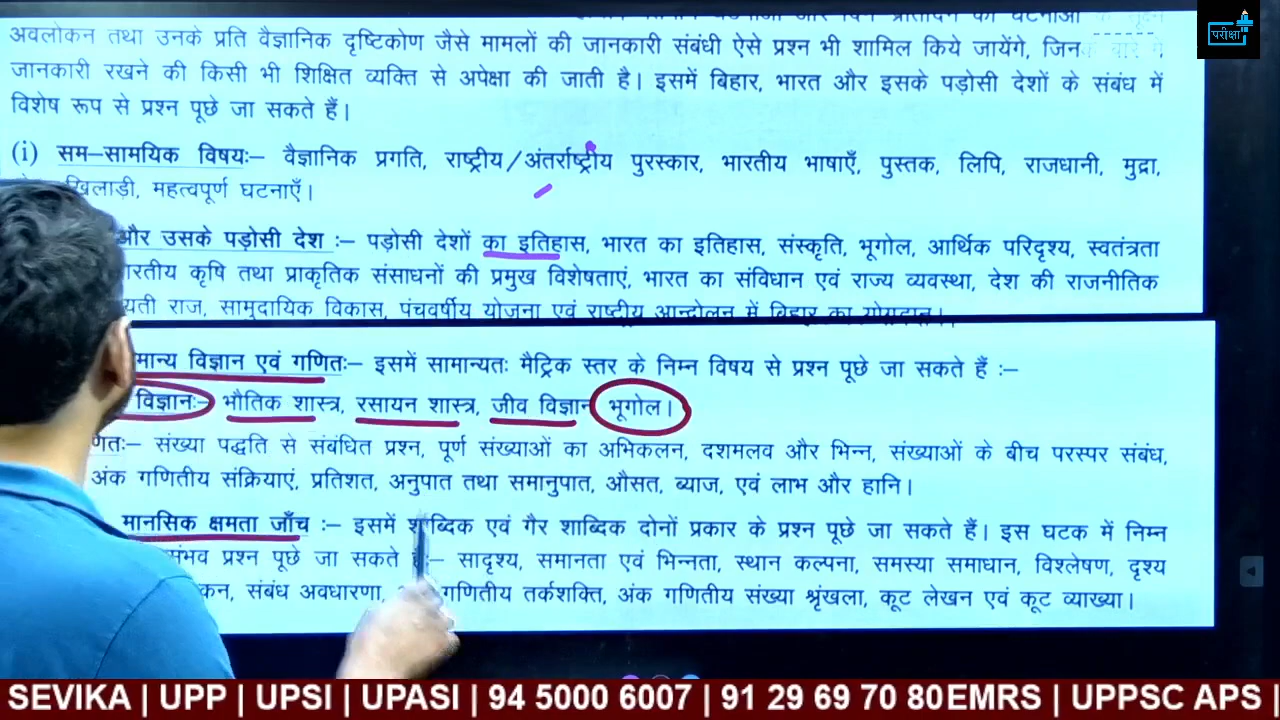 परीक्षा
अवलोकन तथा उनके प्रति वैज्ञानिक दृष्टिकोण जैसे मामलों की जानकारी संबंधी ऐसे प्रश्न भी शामिल किये जायेंगे,
जानकारी रखने की किसी भी शिक्षित व्यक्ति से अपेक्षा की जाती है। इसमें बिहार, भारत और इसके पड़ोसी देशों के संबंध में
विशेष रूप से प्रश्न पूछे जा सकते हैं।
(i) सम–सामयिक विषयः– वैज्ञानिक प्रगति, राष्ट्रीय/अंतर्राष्ट्रीय पुरस्कार, भारतीय भाषाएँ, पुस्तक, लिपि, राजधानी, मुद्रा,
खिलाड़ी, महत्वपूर्ण घटनाएँ।
और उसके पड़ोसी देश :– पड़ोसी देशों का इतिहास, भारत का इतिहास, संस्कृति, भूगोल, आर्थिक परिदृश्य, स्वतंत्रता
कृषि तथा प्राकृतिक संसाधनों की प्रमुख विशेषताएं, भारत का संविधान एवं राज्य व्यवस्था, देश की राजनीतिक
राज, सामुदायिक विकास, पंचवर्षीय योजना एवं राष्ट्रीय आन्दोलन में बिहार का योगदान।
विज्ञान एवं गणितः– इसमें सामान्यतः मैट्रिक स्तर के निम्न विषय से प्रश्न पूछे जा सकते हैं :–
विज्ञानः– भौतिक शास्त्र, रसायन शास्त्र, जीव विज्ञान भूगोल।
संख्या पद्धति से संबंधित प्रश्न, पूर्ण संख्याओं का अभिकलन, दशमलव और भिन्न, संख्याओं के बीच परस्पर संबंध,
अंक गणितीय संक्रियाएं, प्रतिशत, अनुपात तथा समानुपात, औसत, ब्याज, एवं लाभ और हानि।
मानसिक क्षमता जाँच :– इसमें शाब्दिक एवं गैर शाब्दिक दोनों प्रकार के प्रश्न पूछे जा सकते हैं। इस घटक में निम्न
प्रश्न पूछे जा सकते सादृश्य, समानता एवं भिन्नता, स्थान कल्पना, समस्या समाधान, विश्लेषण, दृश्य
संबंध अवधारणा, गणितीय तर्कशक्ति, अंक गणितीय संख्या श्रृंखला, कूट लेखन एवं कूट व्याख्या।
SEVIKA | UPP | UPSI | UPASI | 94 5000 6007 | 91 29 69 70 80 EMRS | UPPSC APS |